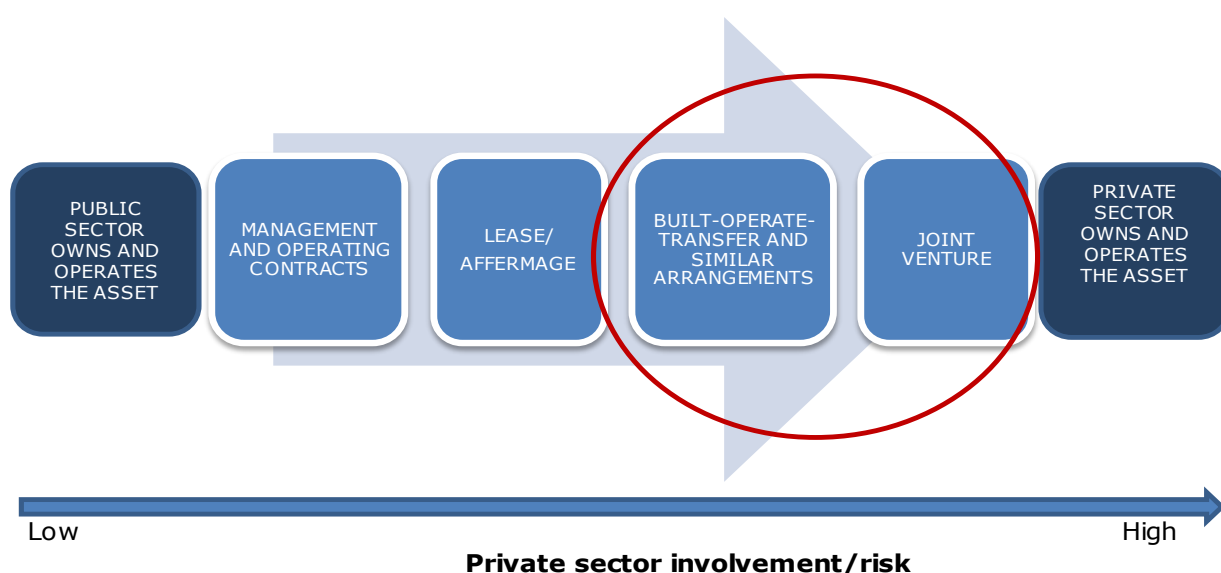 PUBLIC
SECTOR
OWNS AND
OPERATES
THE ASSET
MANAGEMENT
AND OPERATING
CONTRACTS
LEASE/
AFFERMAGE
BUILT-OPERATE-
TRANSFER AND
SIMILAR
ARRANGEMENTS
JOINT
VENTURE
PRIVATE
SECTOR
OWNS AND
OPERATES
THE ASSET
Low
High
Private sector involvement/risk